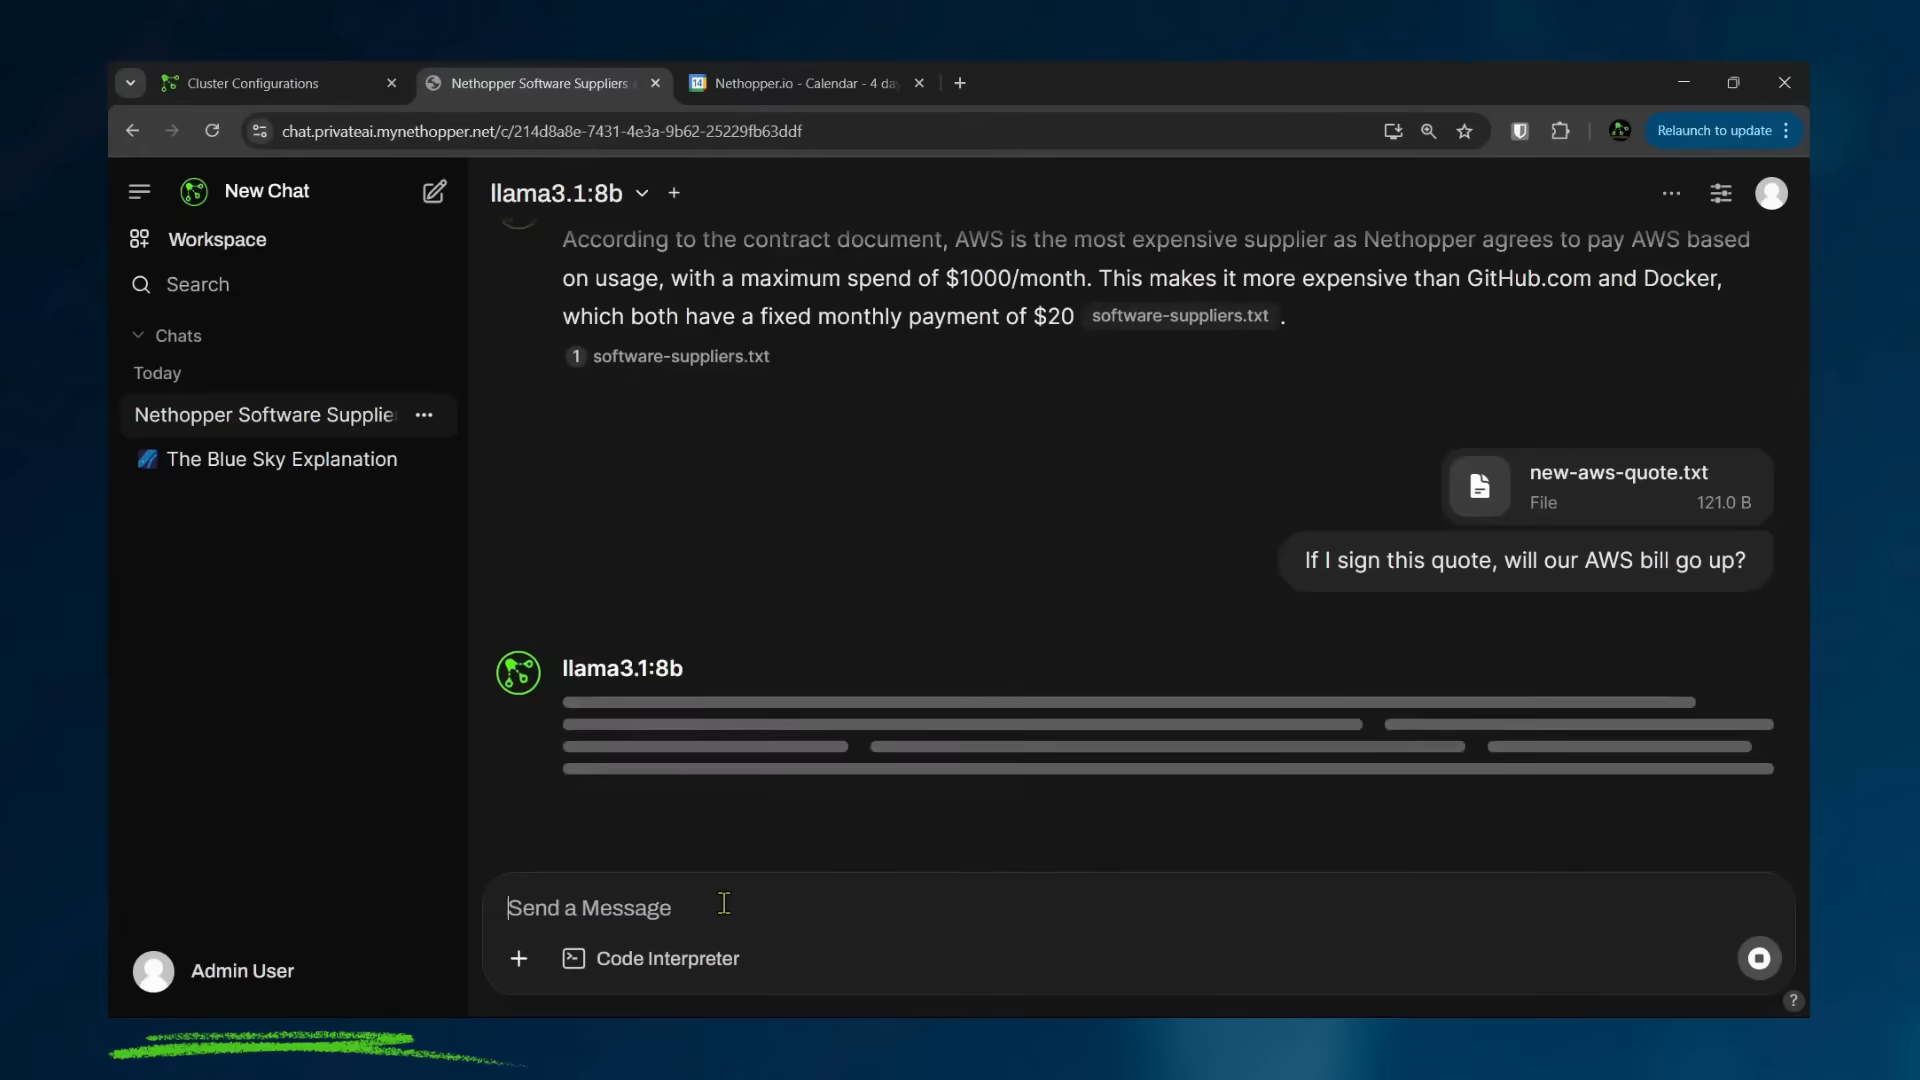 Cluster Configurations
Nethopper Software Suppliers
14 Nethopper.io - Calendar - 4 da
chat.privateai.mynethopper.net/c/214d8a8e-7431-4e3a-9b62-25229fb63ddf
Relaunch to update
New Chat
Workspace
Search
Chats
Today
Nethopper Software Supplie
The Blue Sky Explanation
Admin User
llama3.1:8b
According to the contract document, AWS is the most expensive supplier as Nethopper agrees to pay AWS based
on usage, with a maximum spend of $1000/month. This makes it more expensive than GitHub.com and Docker,
which both have a fixed monthly payment of $20 software-suppliers.txt .
1 software-suppliers.txt
new-aws-quote.txt
File 121.0 B
If I sign this quote, will our AWS bill go up?
llama3.1:8b
Send a Message
Code Interpreter
?